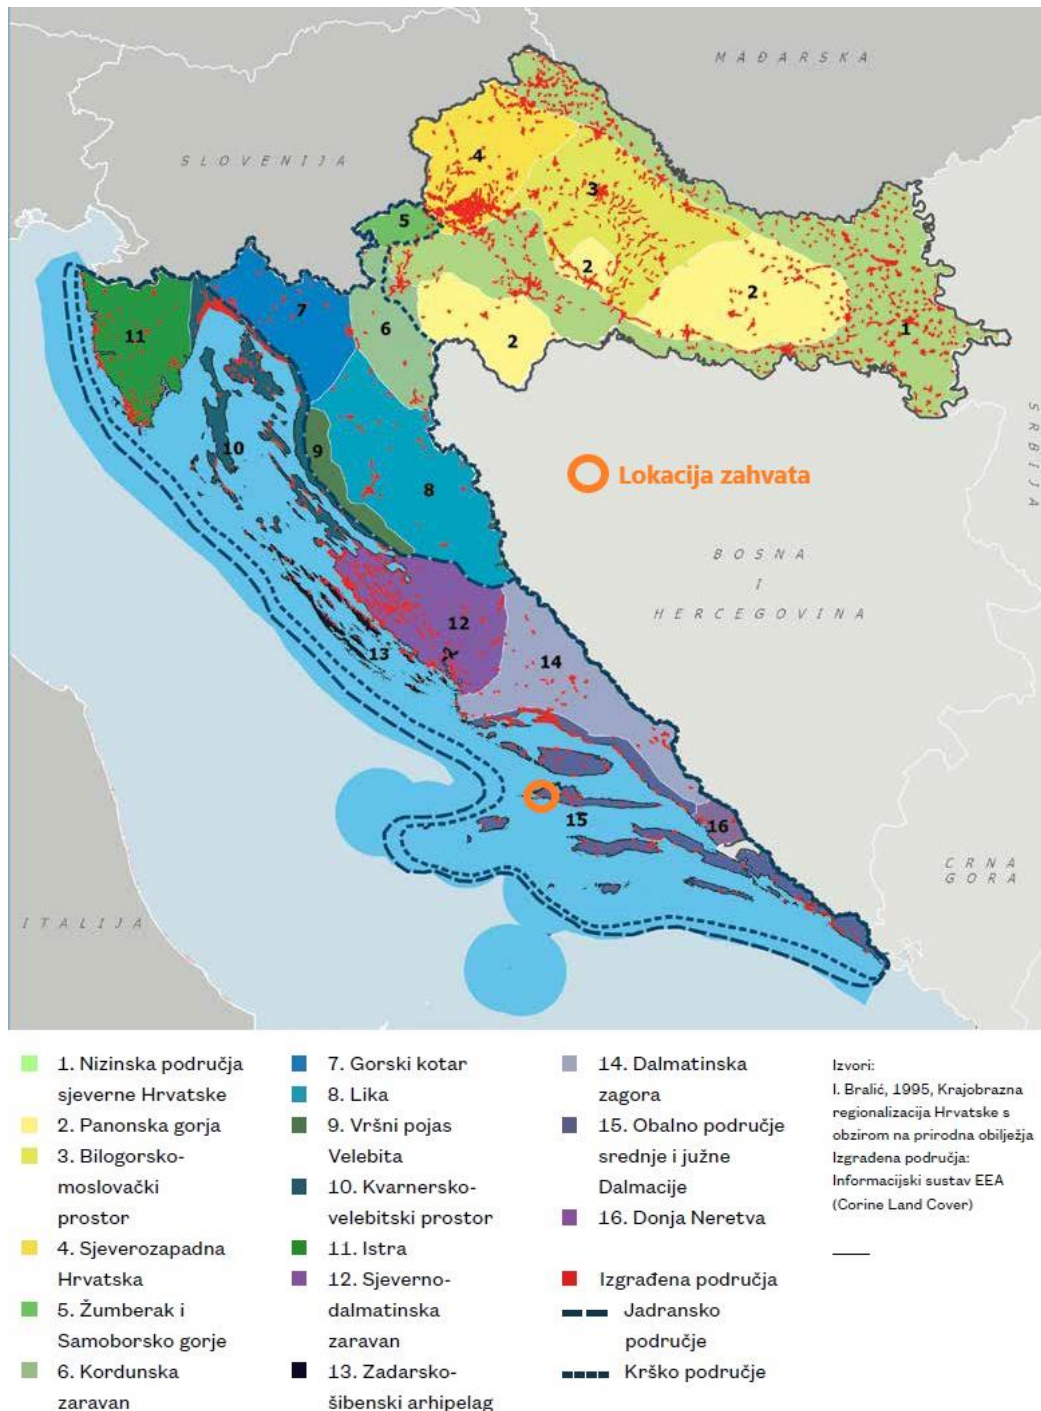 MAĐARSKA
SLOVENIJA
4
3
5
2
2
7
6
2
1
11
SRBIJA
10
9
8
Lokacija zahvata
BOSNA
I
HERCEGOVINA
12
13
14
15
16
CRNA
GORA
ITALIJA
1. Nizinska područja
sjeverne Hrvatske
2. Panonska gorja
3. Bilogorsko-
moslovački
prostor
4. Sjeverozapadna
Hrvatska
5. Žumberak i
Samoborsko gorje
6. Kordunska
zaravan
7. Gorski kotar
8. Lika
9. Vršni pojas
Velebita
10. Kvarnersko-
velebitski prostor
11. Istra
12. Sjeverno-
dalmatinska
zaravan
13. Zadarsko-
šibenski arhipelag
14. Dalmatinska
zagora
15. Obalno područje
srednje i južne
Dalmacije
16. Donja Neretva
Izgrađena područja
Jadransko
područje
Krško područje
Izvori:
I. Bralić, 1995, Krajobrazna
regionalizacija Hrvatske s
obzirom na prirodna obilježja
Izgrađena područja:
Informacijski sustav EEA
(Corine Land Cover)